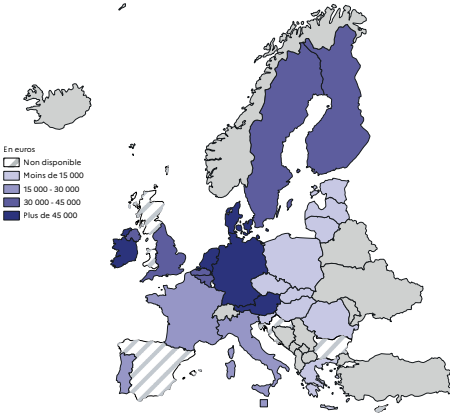 En euros
Non disponible
Moins de 15 000
15 000 - 30 000
30 000 - 45 000
Plus de 45 000